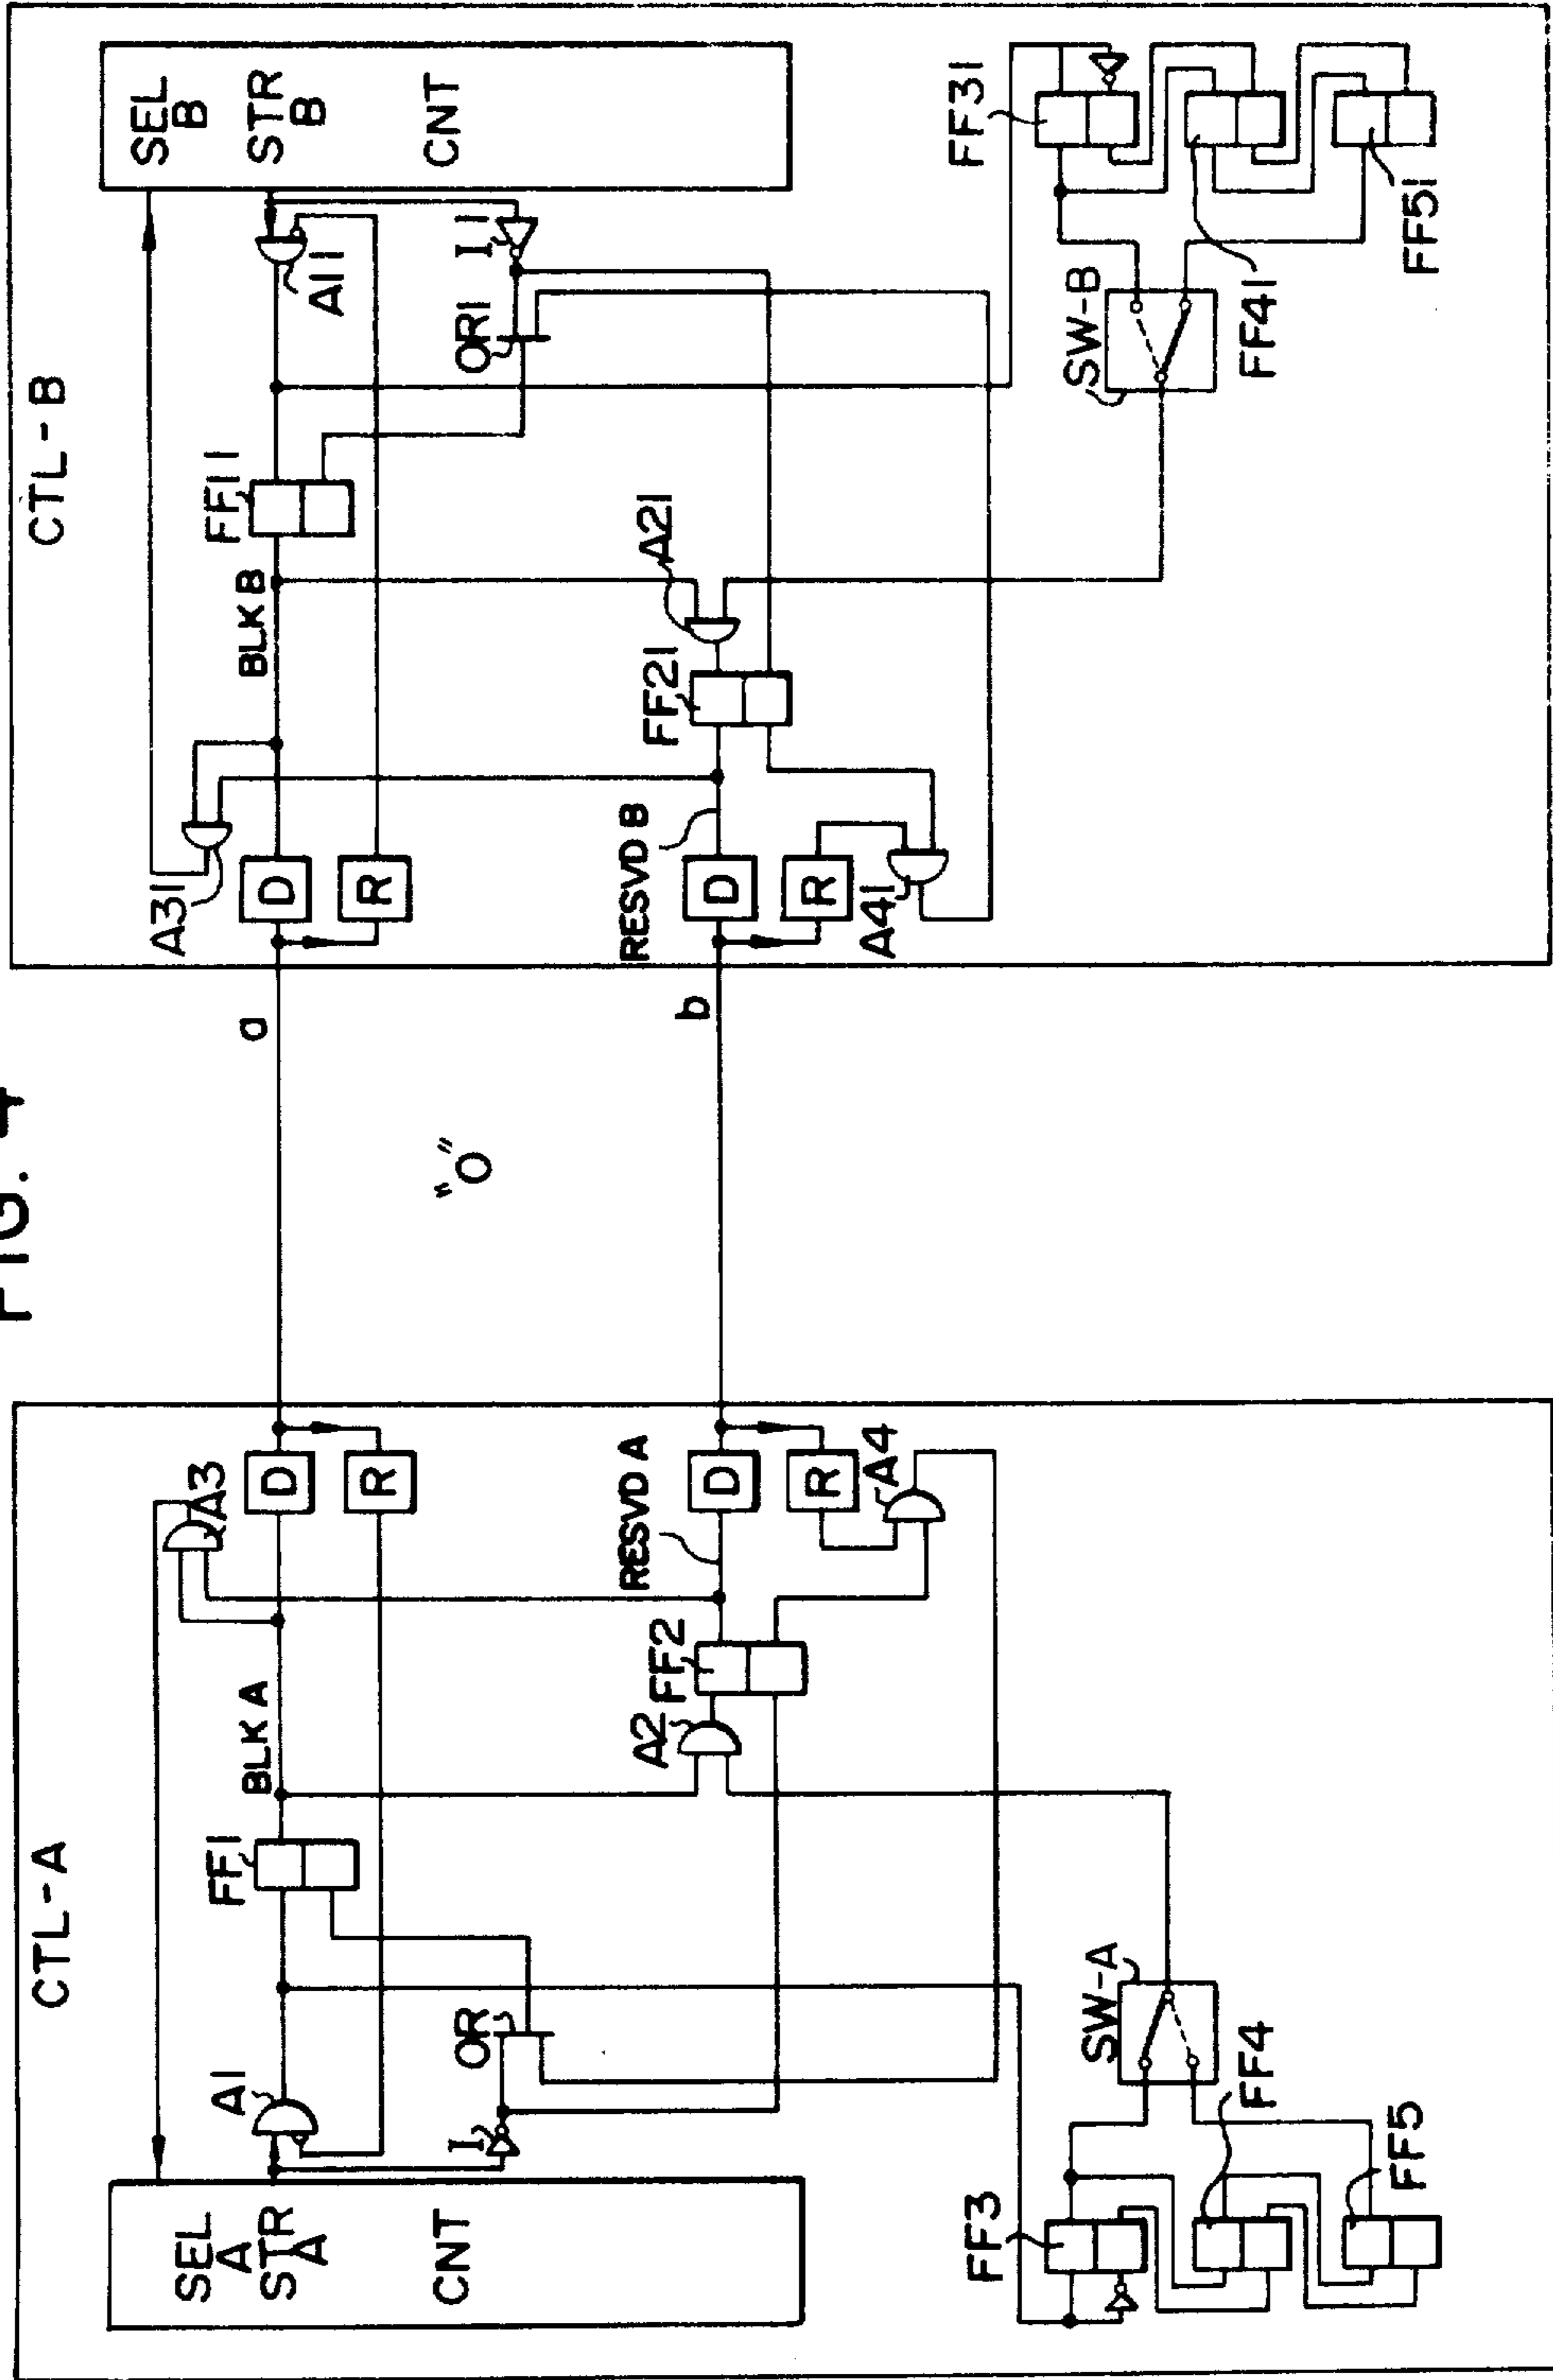 FIG. 4
CTL-B
SEL B
STR B
CNT
A11
I1
OR1
FF11
BLK B
A21
FF21
A31
D
R
RESVD B
D
R
A41
FF31
FF41
FF51
SW-B
a
b
"O"
CTL-A
A3
D
R
RESVD A
D
R
A4
BLK A
FF1
A2
FF2
OR
A1
I
SEL A
STR A
CNT
SW-A
FF3
FF4
FF5